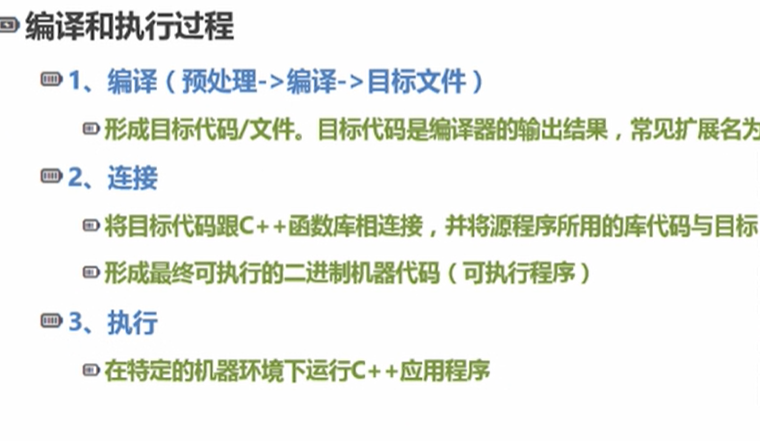 编译和执行过程
1、编译（预处理->编译->目标文件）
形成目标代码/文件。目标代码是编译器的输出结果，常见扩展名为
2、连接
将目标代码跟C++函数库相连接，并将源程序所用的库代码与目标
形成最终可执行的二进制机器代码（可执行程序）
3、执行
在特定的机器环境下运行C++应用程序